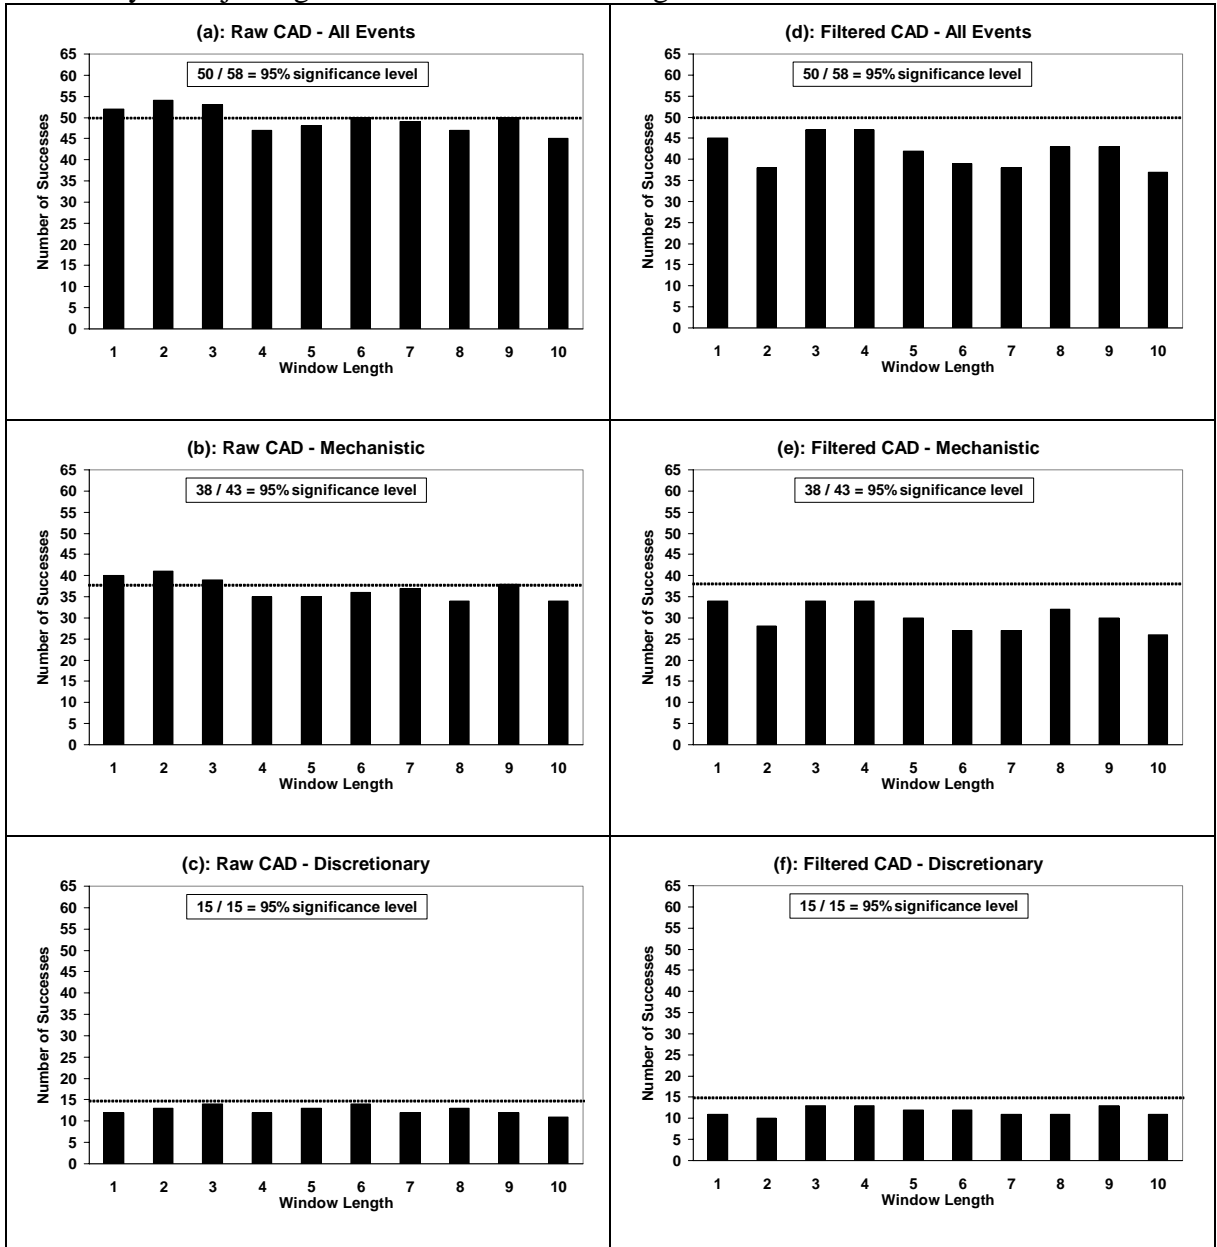 (a): Raw CAD - All Events
50 / 58 = 95% significance level
Number of Successes
65
60
55
50
45
40
35
30
25
20
15
10
5
0
1 2 3 4 5 6 7 8 9 10
Window Length
(d): Filtered CAD - All Events
50 / 58 = 95% significance level
Number of Successes
65
60
55
50
45
40
35
30
25
20
15
10
5
0
1 2 3 4 5 6 7 8 9 10
Window Length
(b): Raw CAD - Mechanistic
38 / 43 = 95% significance level
Number of Successes
65
60
55
50
45
40
35
30
25
20
15
10
5
0
1 2 3 4 5 6 7 8 9 10
Window Length
(e): Filtered CAD - Mechanistic
38 / 43 = 95% significance level
Number of Successes
65
60
55
50
45
40
35
30
25
20
15
10
5
0
1 2 3 4 5 6 7 8 9 10
Window Length
(c): Raw CAD - Discretionary
15 / 15 = 95% significance level
Number of Successes
65
60
55
50
45
40
35
30
25
20
15
10
5
0
1 2 3 4 5 6 7 8 9 10
Window Length
(f): Filtered CAD - Discretionary
15 / 15 = 95% significance level
Number of Successes
65
60
55
50
45
40
35
30
25
20
15
10
5
0
1 2 3 4 5 6 7 8 9 10
Window Length